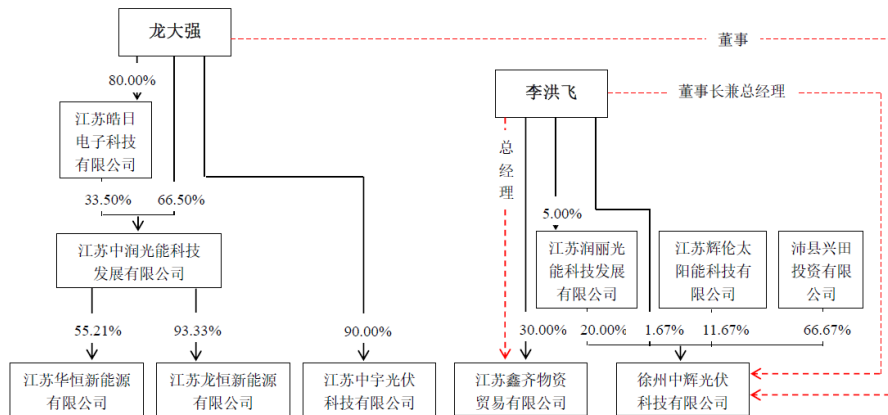 龙大强
董事
80.00%
李洪飞
董事长兼总经理
江苏皓日
电子科技
有限公司
总经理
33.50%
66.50%
5.00%
江苏中润光能科技
发展有限公司
江苏润丽光
能科技发展
有限公司
江苏辉伦太
阳能科技有
限公司
沛县兴田
投资有限
公司
55.21%
93.33%
90.00%
30.00%
20.00%
1.67%
11.67%
66.67%
江苏华恒新能源
有限公司
江苏龙恒新能源
有限公司
江苏中宇光伏
科技有限公司
江苏鑫齐物资
贸易有限公司
徐州中辉光伏
科技有限公司